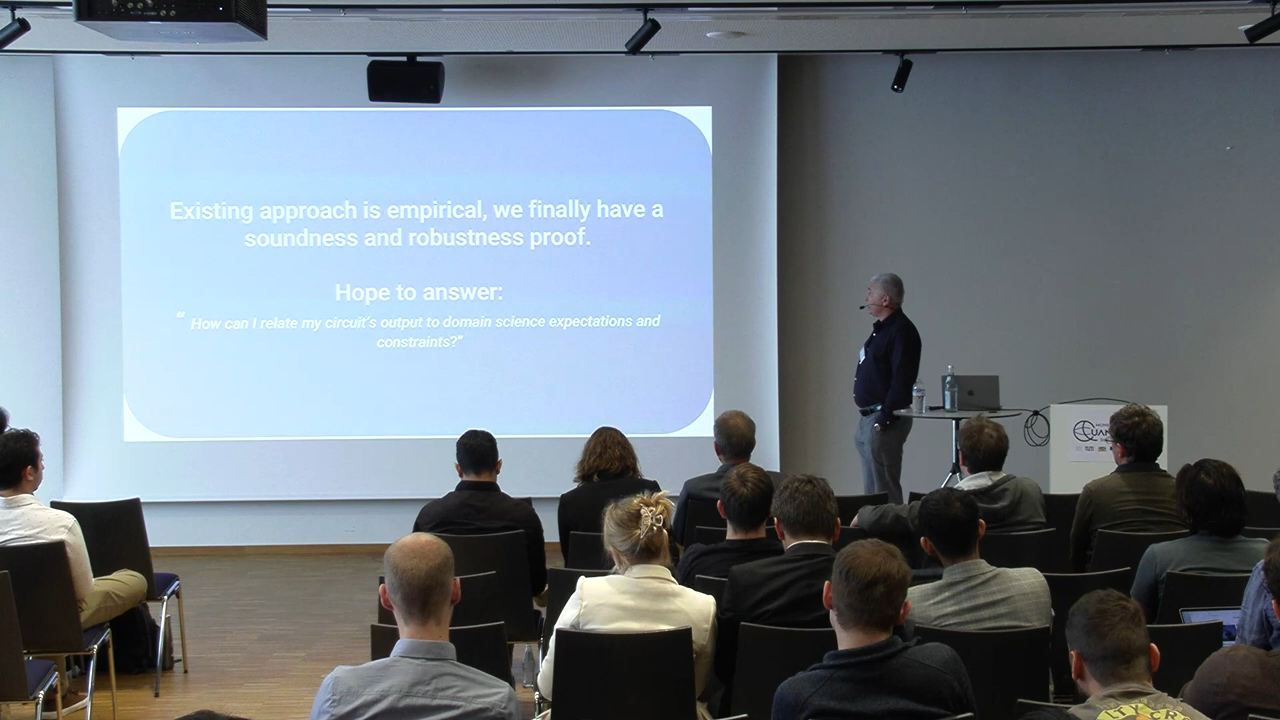 Existing approach is empirical, we finally have a
soundness and robustness proof.
Hope to answer:
" How can I relate my circuit's output to domain science expectations and
constraints?"